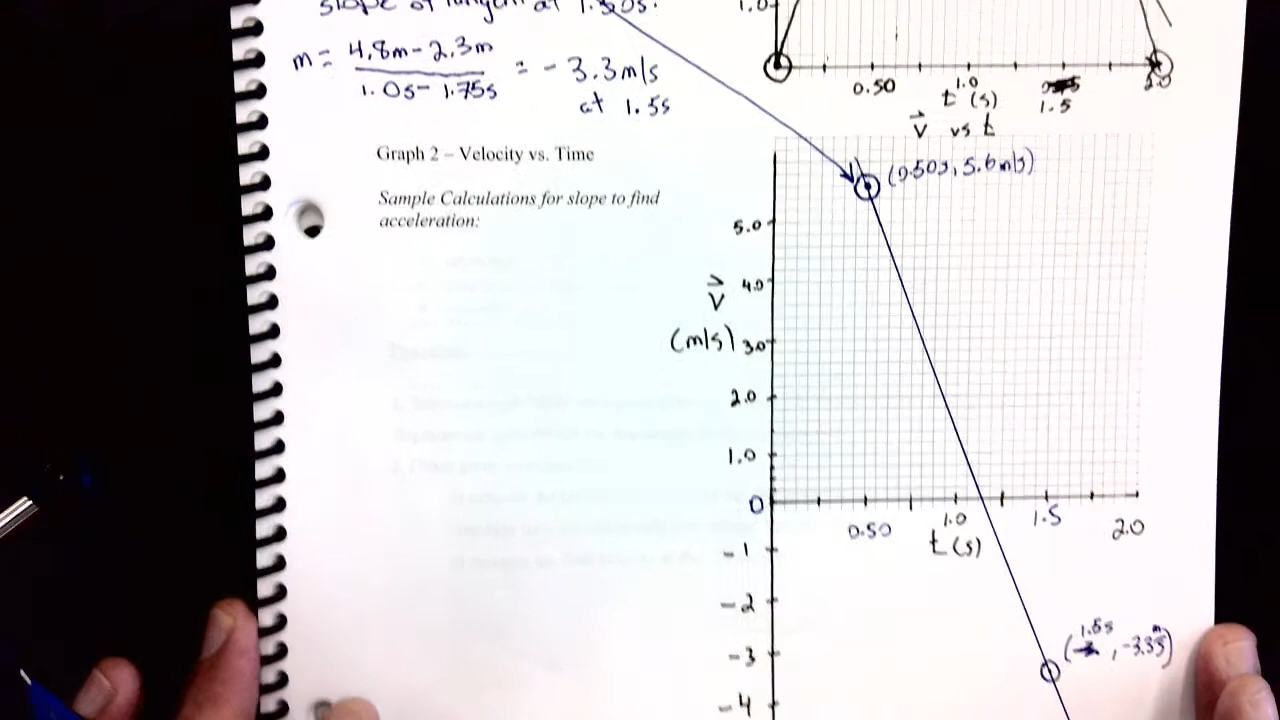 slope of tangent at 1.50s.
m = 4.8m - 2.3m
1.0s - 1.75s
= - 3.3m/s
at 1.5s
1.0
0.50 1.0 1.5 2.0
t (s)
v vs t
Graph 2 – Velocity vs. Time
Sample Calculations for slope to find
acceleration:
(0.50s, 5.6m/s)
5.0
4.0
v
(m/s)
30
2.0
1.0
0
0.50 1.0 1.5 2.0
t (s)
-1
-2
-3
-4
(1.5s, -3.3m/s)